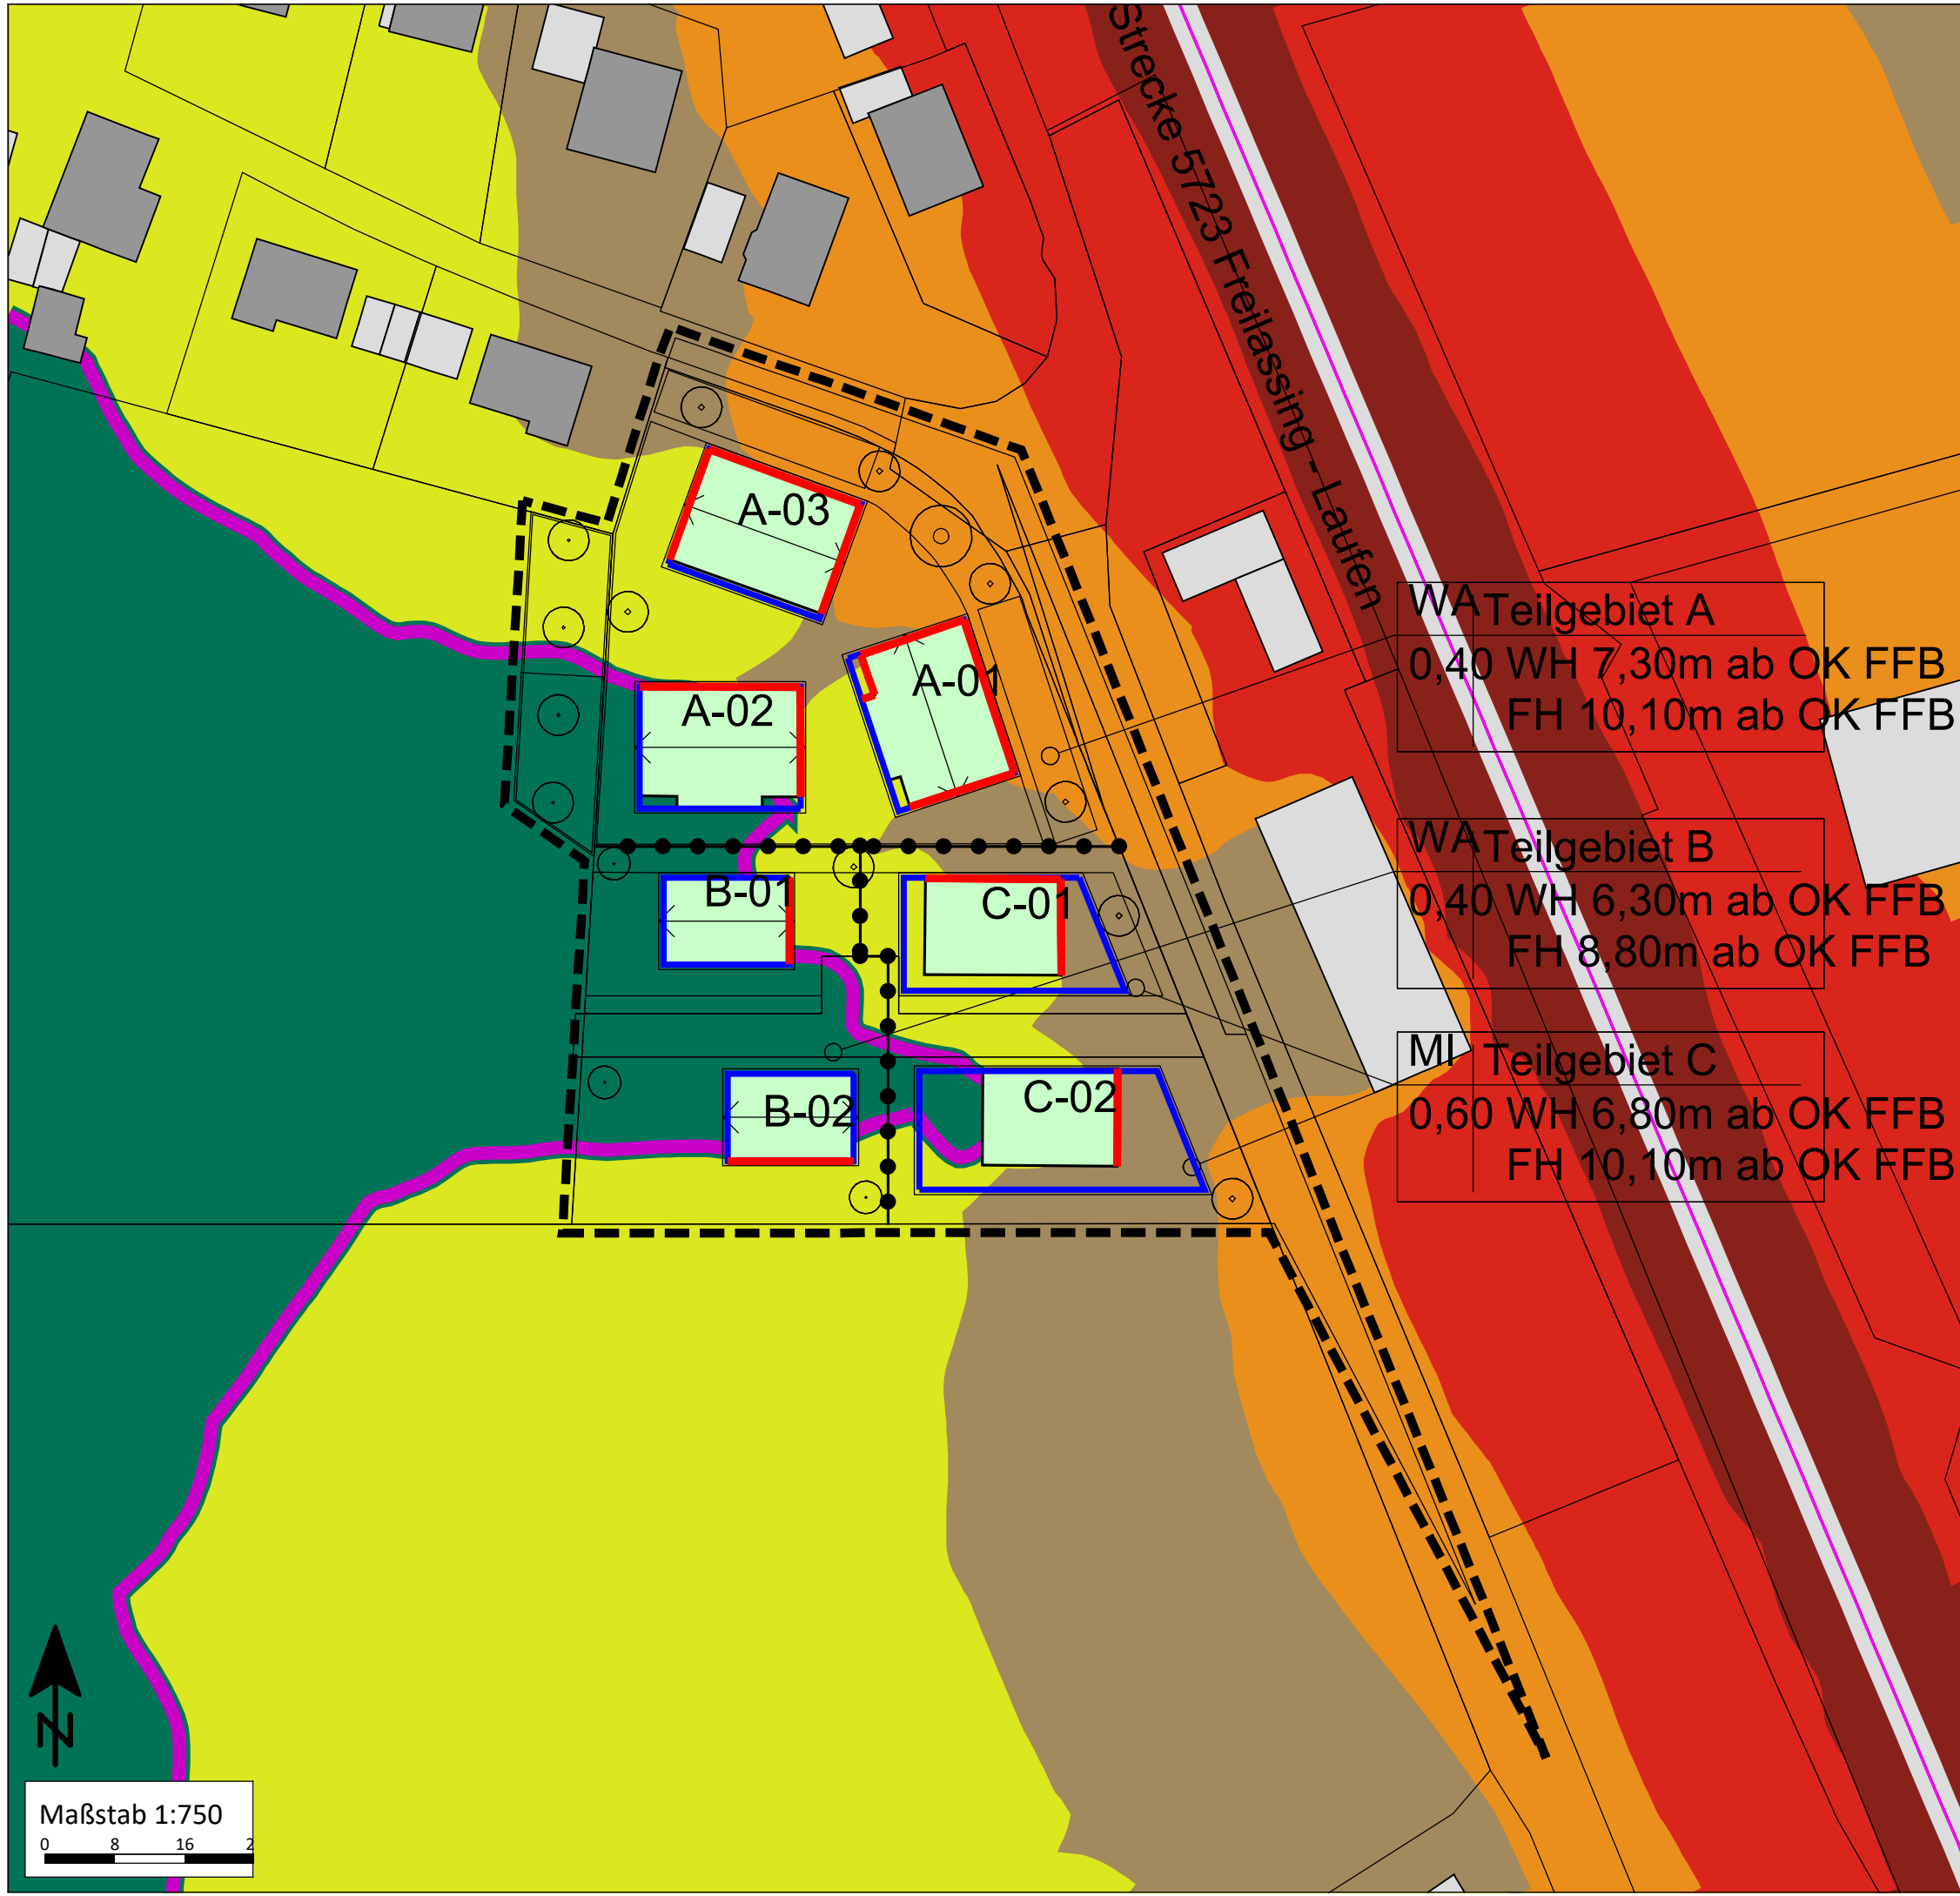 Strecke 5723 Freilassing - Laufen
A-03
A-01
A-02
B-01
C-01
B-02
C-02
WA Teilgebiet A
0,40 WH 7,30m ab OK FFB
FH 10,10m ab OK FFB
WA Teilgebiet B
0,40 WH 6,30m ab OK FFB
FH 8,80m ab OK FFB
MI Teilgebiet C
0,60 WH 6,80m ab OK FFB
FH 10,10m ab OK FFB
N
Maßstab 1:750
0 8 16 2